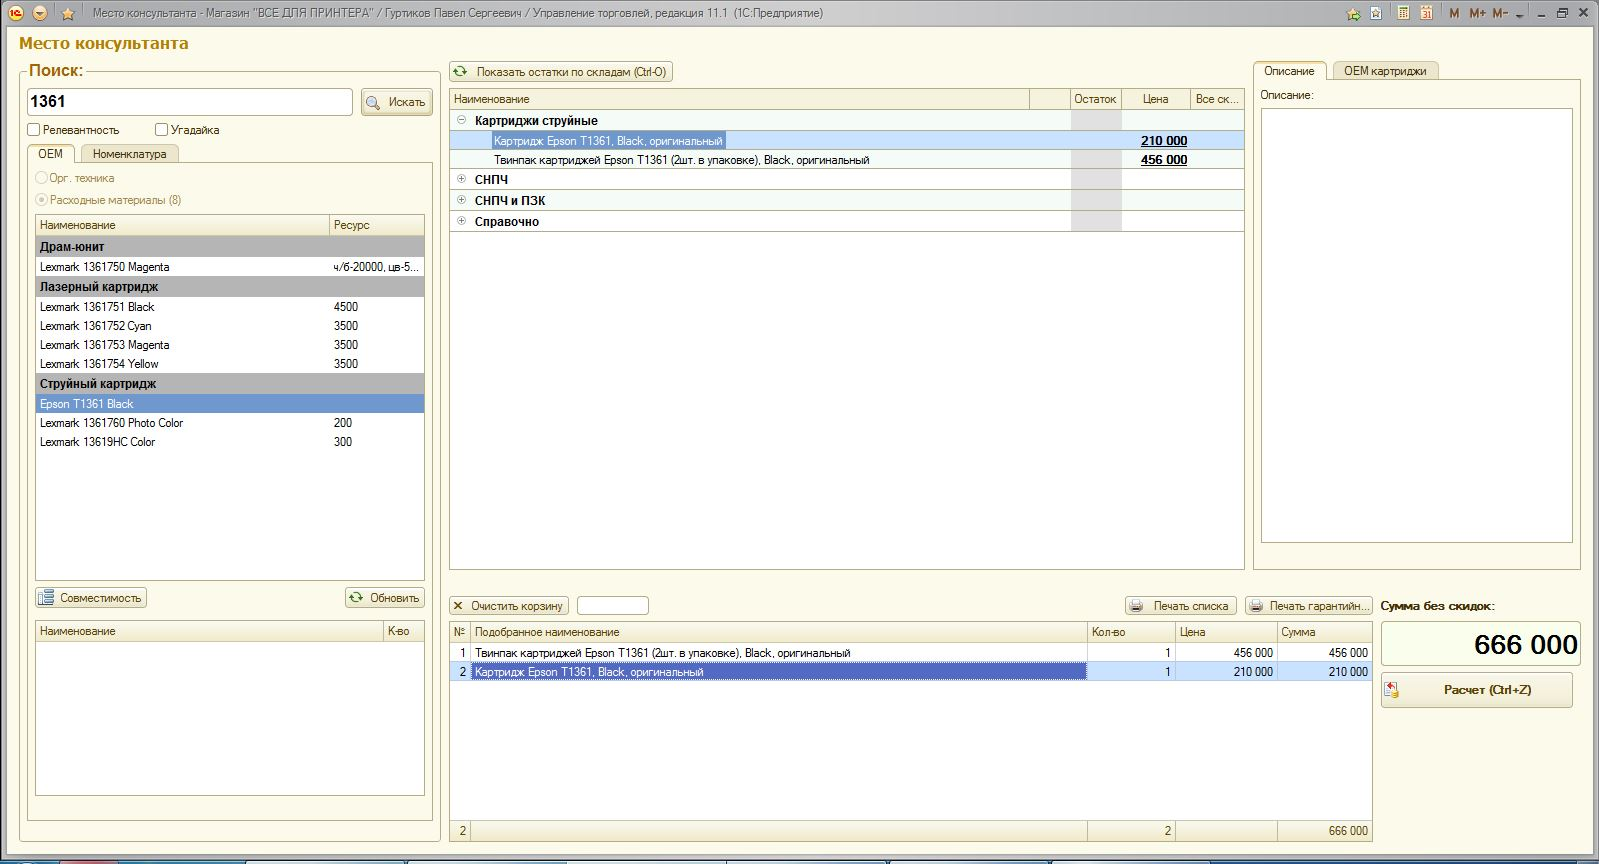 Место консультанта - Магазин "ВСЕ ДЛЯ ПРИНТЕРА" / Гуртиков Павел Сергеевич / Управление торговлей, редакция 11.1 (1С:Предприятие)
31 M M+ M-
Место консультанта
Поиск:
1361
Искать
Релевантность
Угадайка
OEM
Номенклатура
Орг. техника
Расходные материалы (8)
Наименование Ресурс
Драм-юнит
Lexmark 1361750 Magenta ч/б-20000, цв-5...
Лазерный картридж
Lexmark 1361751 Black 4500
Lexmark 1361752 Cyan 3500
Lexmark 1361753 Magenta 3500
Lexmark 1361754 Yellow 3500
Струйный картридж
Epson T1361 Black
Lexmark 1361760 Photo Color 200
Lexmark 13619HC Color 300
Совместимость
Обновить
Наименование К-во
Показать остатки по складам (Ctrl-O)
Наименование Остаток Цена Все ск...
Картриджи струйные
Картридж Epson T1361, Black, оригинальный 210 000
Твинпак картриджей Epson T1361 (2шт. в упаковке), Black, оригинальный 456 000
СНПЧ
СНПЧ и ПЗК
Справочно
Описание
OEM картриджи
Описание:
Очистить корзину
Печать списка
Печать гарантийн...
№ Подобранное наименование Кол-во Цена Сумма
1 Твинпак картриджей Epson T1361 (2шт. в упаковке), Black, оригинальный 1 456 000 456 000
2 Картридж Epson T1361, Black, оригинальный 1 210 000 210 000
2 2 666 000
Сумма без скидок:
666 000
Расчет (Ctrl+Z)